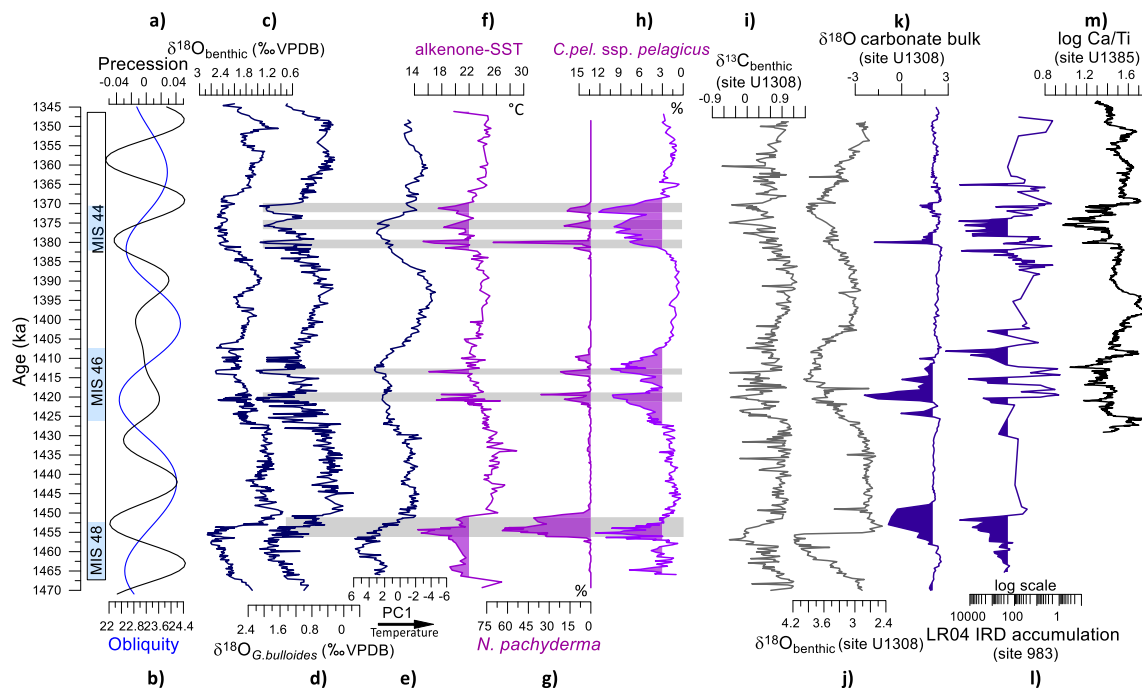 a) c) f) h) i) k) m)
δ18Obenthic (‰VPDB) alkenone-SST C.pel. ssp. pelagicus δ13Cbenthic (site U1308) δ18O carbonate bulk (site U1308) log Ca/Ti (site U1385)
Precession
-0.04 0 0.04
3 2.4 1.8 1.2 0.6
14 18 22 26 30
°C
15 12 9 6 3 0
%
-0.9 0 0.9
-3 0 3
0.8 1.2 1.6
Age (ka)
1345
1350
1355
1360
1365
1370
1375
1380
1385
1390
1395
1400
1405
1410
1415
1420
1425
1430
1435
1440
1445
1450
1455
1460
1465
1470
MIS 44
MIS 46
MIS 48
22 22.8 23.6 24.4
Obliquity
2.4 1.6 0.8 0
δ18OG.bulloides (‰VPDB)
6 4 2 0 -2 -4 -6
PC1
Temperature
%
75 60 45 30 15 0
N. pachyderma
4.2 3.6 3 2.4
δ18Obenthic (site U1308)
log scale
10000 100 1
LR04 IRD accumulation
(site 983)
b) d) e) g) j) l)